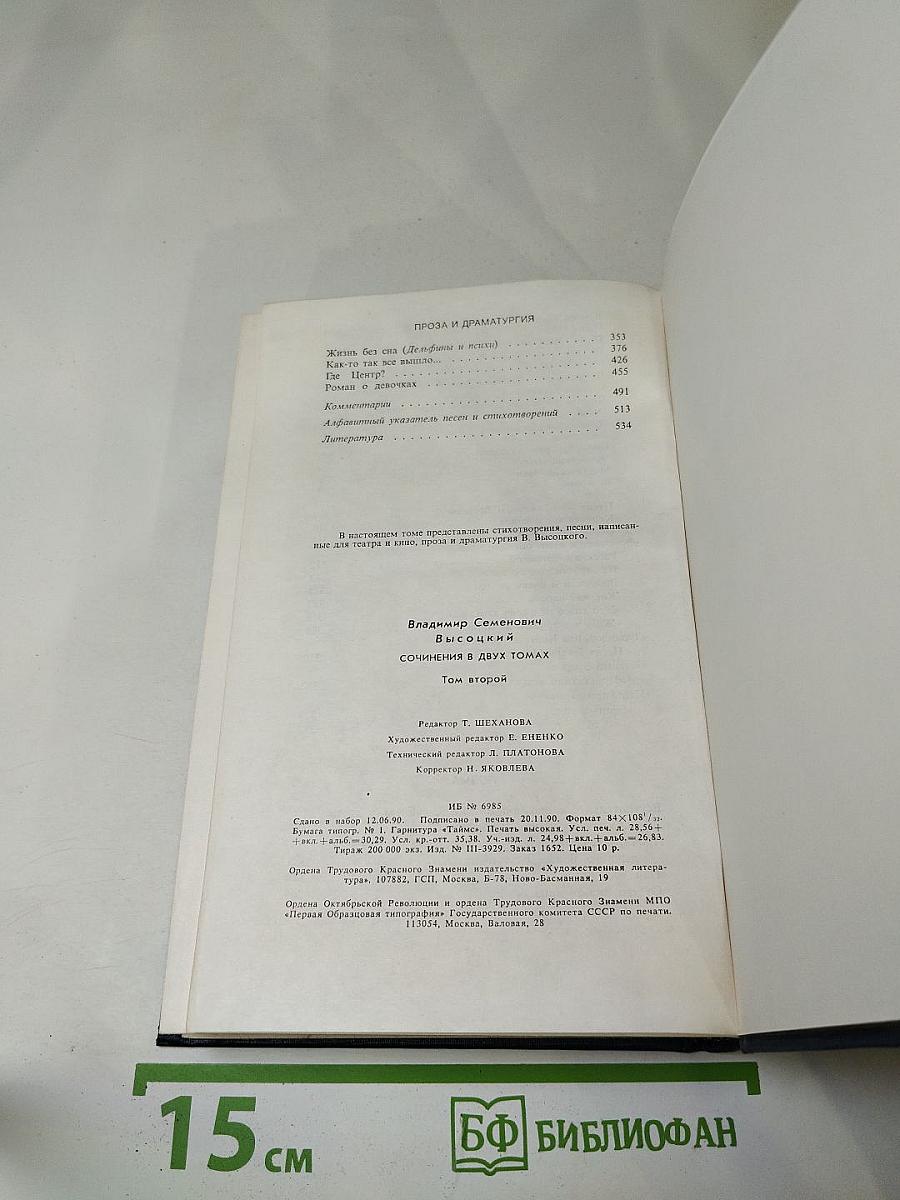 ПРОЗА И ДРАМАТУРГИЯ
Жизнь без сна (Дельфины и психи) . . . . . . . . . . 353
Как-то так все вышло... . . . . . . . . . . . . . . . 376
Где Центр? . . . . . . . . . . . . . . . . . . . . . 426
Роман о девочках . . . . . . . . . . . . . . . . . . 455
Комментарии . . . . . . . . . . . . . . . . . . . . 491
Алфавитный указатель песен и стихотворений . . . . 513
Литература . . . . . . . . . . . . . . . . . . . . . 534
В настоящем томе представлены стихотворения, песни, написан-
ные для театра и кино, проза и драматургия В. Высоцкого.
Владимир Семенович
Высоцкий
СОЧИНЕНИЯ В ДВУХ ТОМАХ
Том второй
Редактор Т. ШЕХАНОВА
Художественный редактор Е. ЕНЕНКО
Технический редактор Л. ПЛАТОНОВА
Корректор Н. ЯКОВЛЕВА
ИБ № 6985
Сдано в набор 12.06.90. Подписано в печать 20.11.90. Формат 84×108¹/₃₂.
Бумага типогр. № 1. Гарнитура «Таймс». Печать высокая. Усл. печ. л. 28,56+
+вкл.+альб.=30,29. Усл. кр.-отт. 35,38. Уч.-изд. л. 24,98+вкл.+альб.=26,83.
Тираж 200 000 экз. Изд. № III-3929. Заказ 1652. Цена 10 р.
Ордена Трудового Красного Знамени издательство «Художественная литера-
тура», 107882, ГСП, Москва, Б-78, Ново-Басманная, 19
Ордена Октябрьской Революции и ордена Трудового Красного Знамени МПО
«Первая Образцовая типография» Государственного комитета СССР по печати.
113054, Москва, Валовая, 28
15 см
БФ БИБЛИОФАН